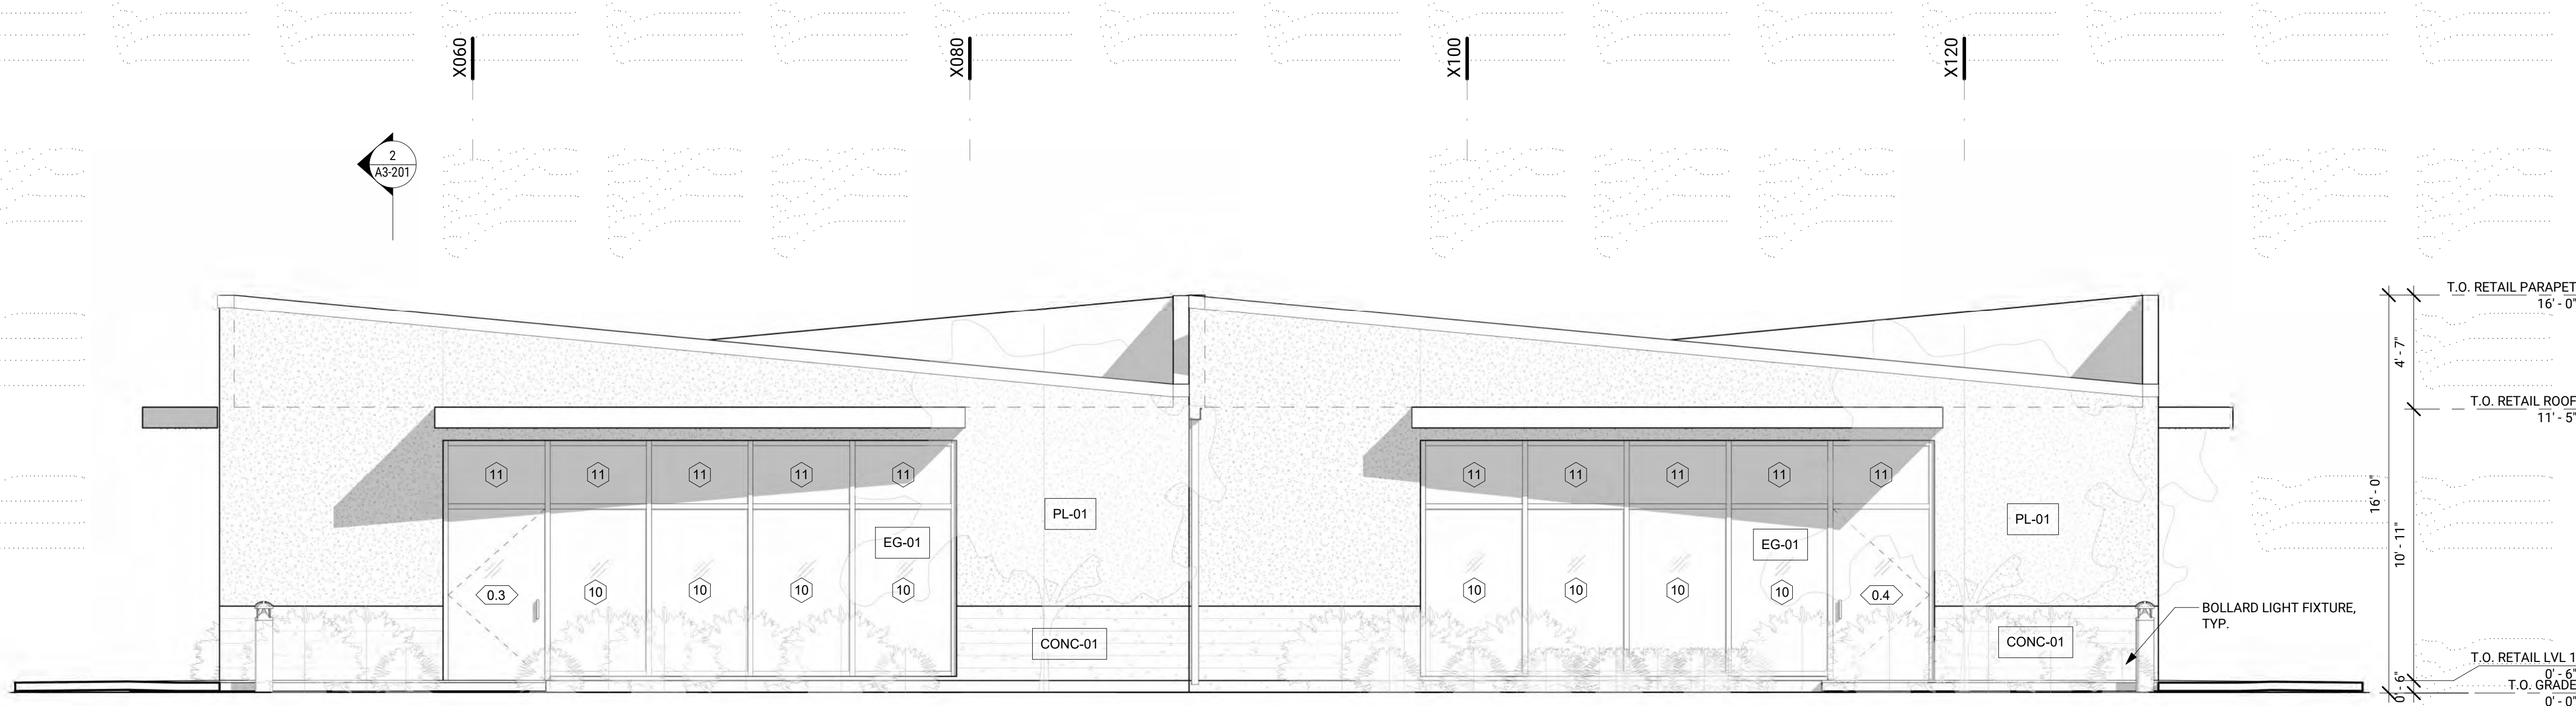 X060
X080
X100
X120
2
A3-201
T.O. RETAIL PARAPET
16' - 0"
4' - 7"
T.O. RETAIL ROOF
11' - 5"
11
11
11
11
11
11
11
11
11
11
16' - 0"
10' - 11"
PL-01
PL-01
EG-01
EG-01
0.3
10
10
10
10
10
10
10
10
0.4
BOLLARD LIGHT FIXTURE,
TYP.
CONC-01
CONC-01
T.O. RETAIL LVL 1
0' - 6"
0' - 6"
T.O. GRADE
0' - 0"